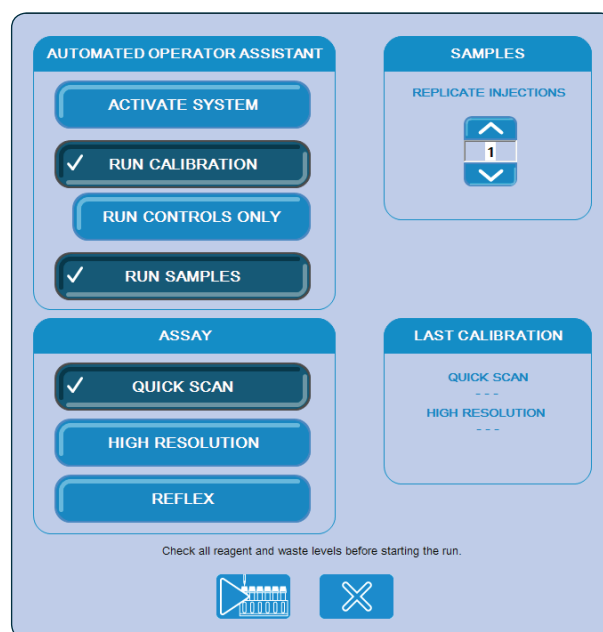 AUTOMATED OPERATOR ASSISTANT
ACTIVATE SYSTEM
RUN CALIBRATION
RUN CONTROLS ONLY
RUN SAMPLES
SAMPLES
REPLICATE INJECTIONS
1
ASSAY
QUICK SCAN
HIGH RESOLUTION
REFLEX
LAST CALIBRATION
QUICK SCAN
- - -
HIGH RESOLUTION
- - -
Check all reagent and waste levels before starting the run.